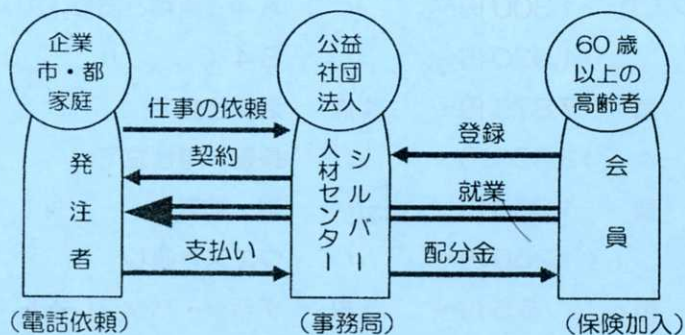 企業
市・都
家庭
発注者
(電話依頼)
公益
社団
法人
シルバー
人材センター
(事務局)
60歳
以上の
高齢者
会員
(保険加入)
仕事の依頼
契約
支払い
登録
就業
配分金